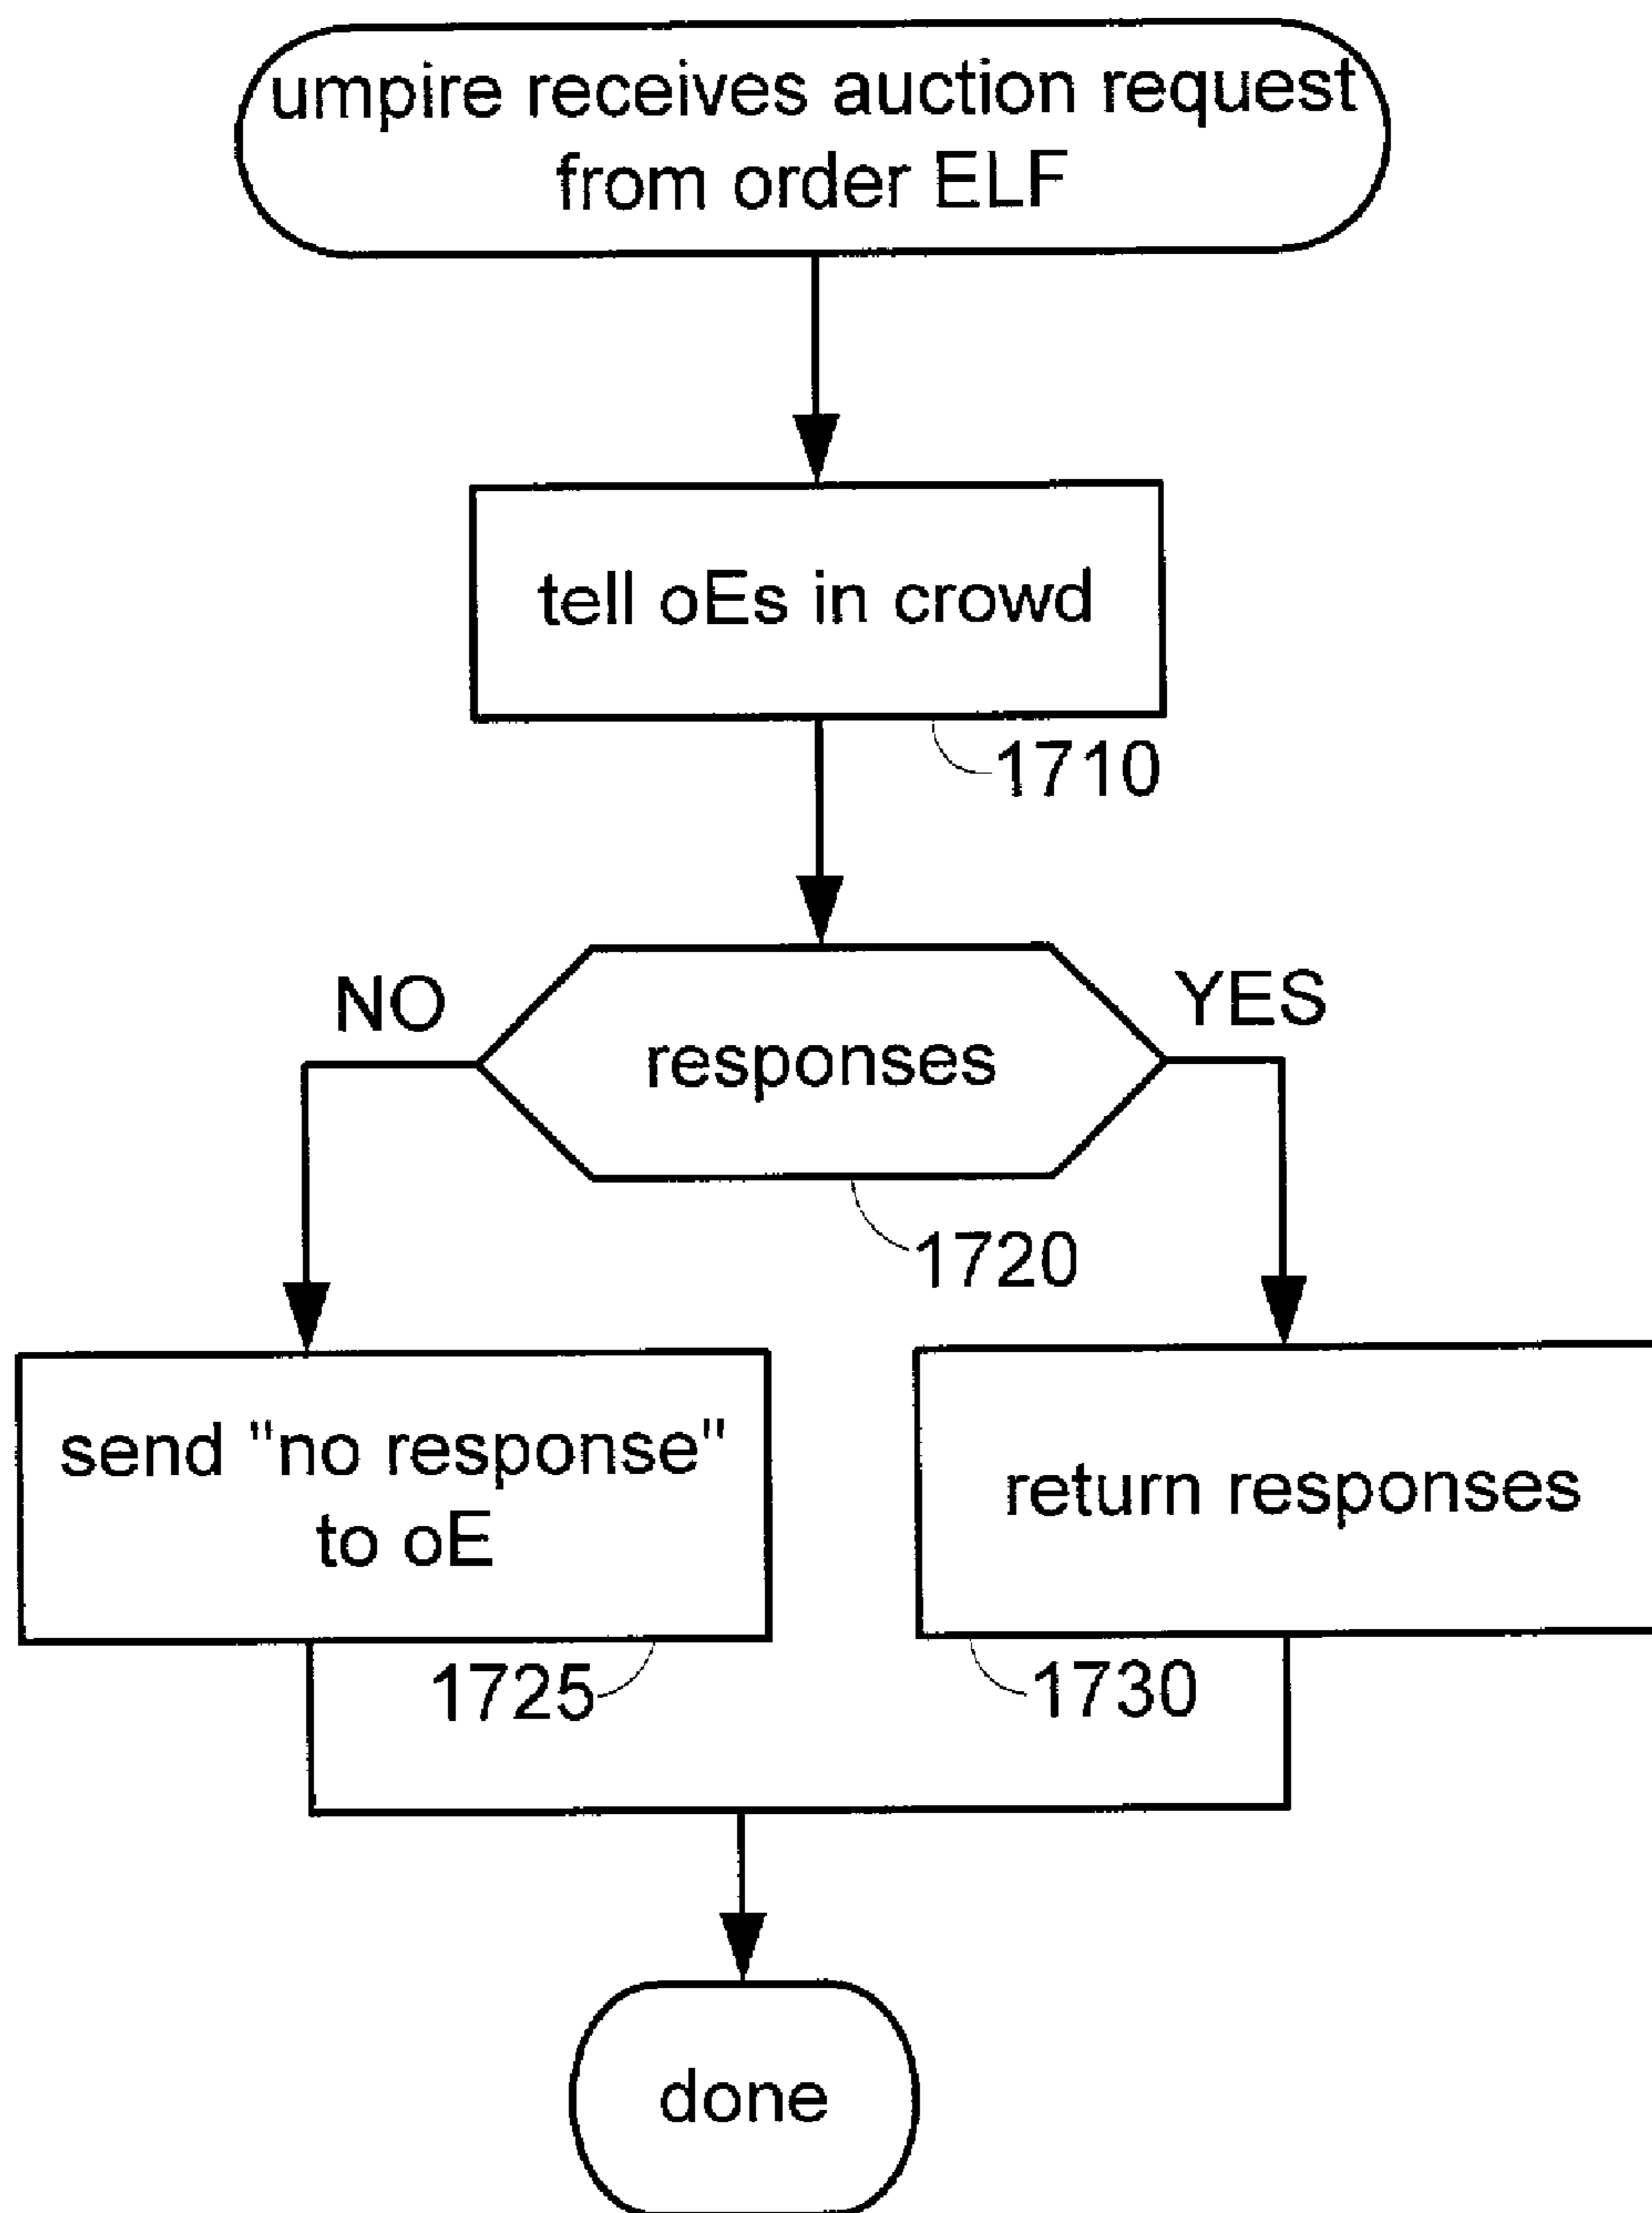 umpire receives auction request
from order ELF
tell oEs in crowd
1710
NO
YES
responses
1720
send "no response"
to oE
return responses
1725
1730
done